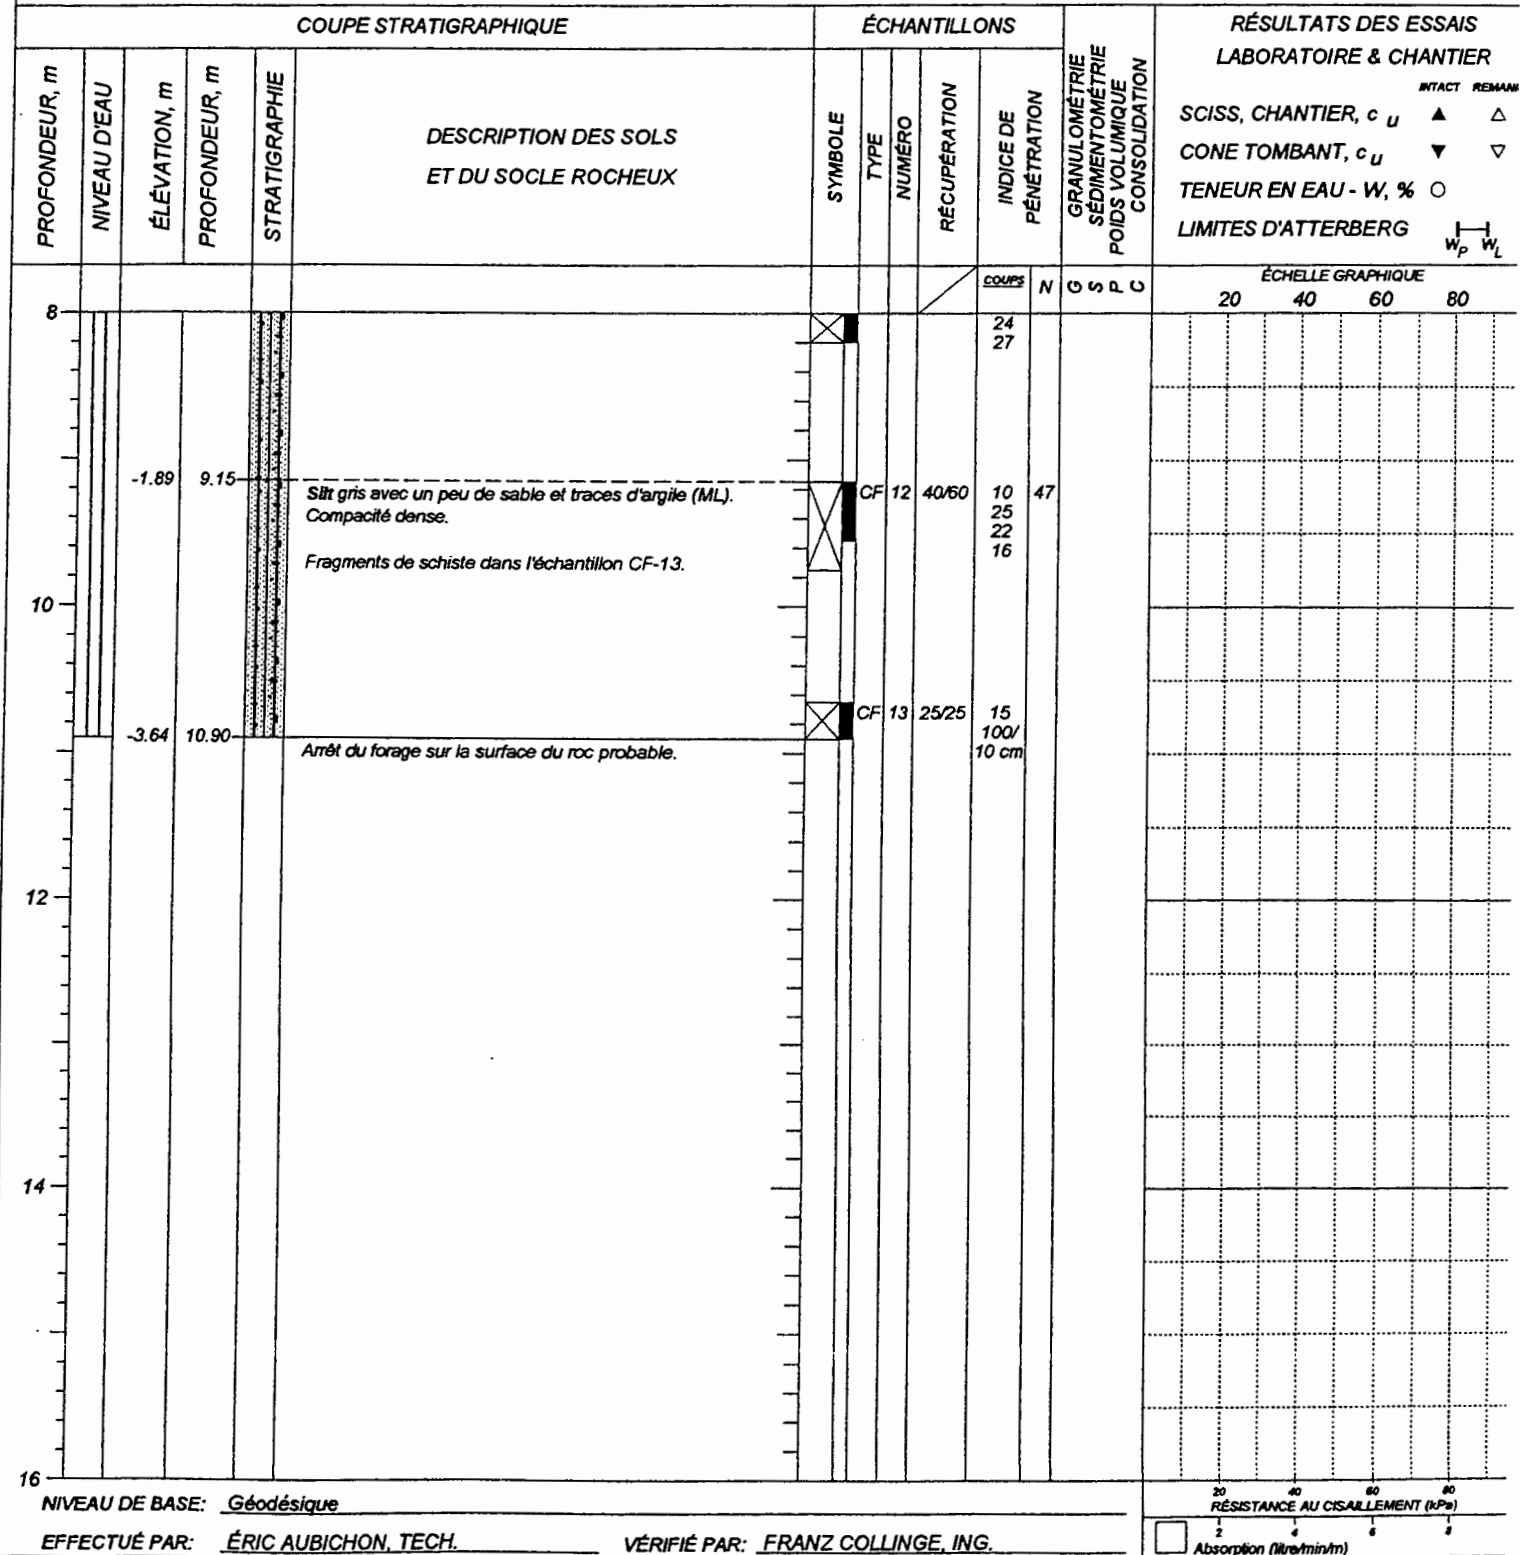 COUPE STRATIGRAPHIQUE
ÉCHANTILLONS
RÉSULTATS DES ESSAIS
LABORATOIRE & CHANTIER
PROFONDEUR, m
NIVEAU D'EAU
ÉLÉVATION, m
PROFONDEUR, m
STRATIGRAPHIE
DESCRIPTION DES SOLS
ET DU SOCLE ROCHEUX
SYMBOLE
TYPE
NUMÉRO
RÉCUPÉRATION
INDICE DE
PÉNÉTRATION
GRANULOMÉTRIE
SÉDIMENTOMÉTRIE
POIDS VOLUMIQUE
CONSOLIDATION
INTACT
SCISS, CHANTIER, c u ▲ △
CONE TOMBANT, c u ▼ ▽
TENEUR EN EAU - W, % ○
LIMITES D'ATTERBERG
WP WL
COUPS N G S P C
ÉCHELLE GRAPHIQUE
20 40 60 80
8
24
27
-1.89 9.15
Silt gris avec un peu de sable et traces d'argile (ML).
Compacité dense.
CF 12 40/60 10 47
25
22
16
Fragments de schiste dans l'échantillon CF-13.
10
CF 13 25/25 15
100/
10 cm
-3.64 10.90
Arrêt du forage sur la surface du roc probable.
12
14
16
20 40 60 80
RÉSISTANCE AU CISAILLEMENT (kPa)
2 4 6 8
Absorption (litre/min/m)
NIVEAU DE BASE: Géodésique
EFFECTUÉ PAR: ÉRIC AUBICHON, TECH. VÉRIFIÉ PAR: FRANZ COLLINGE, ING.